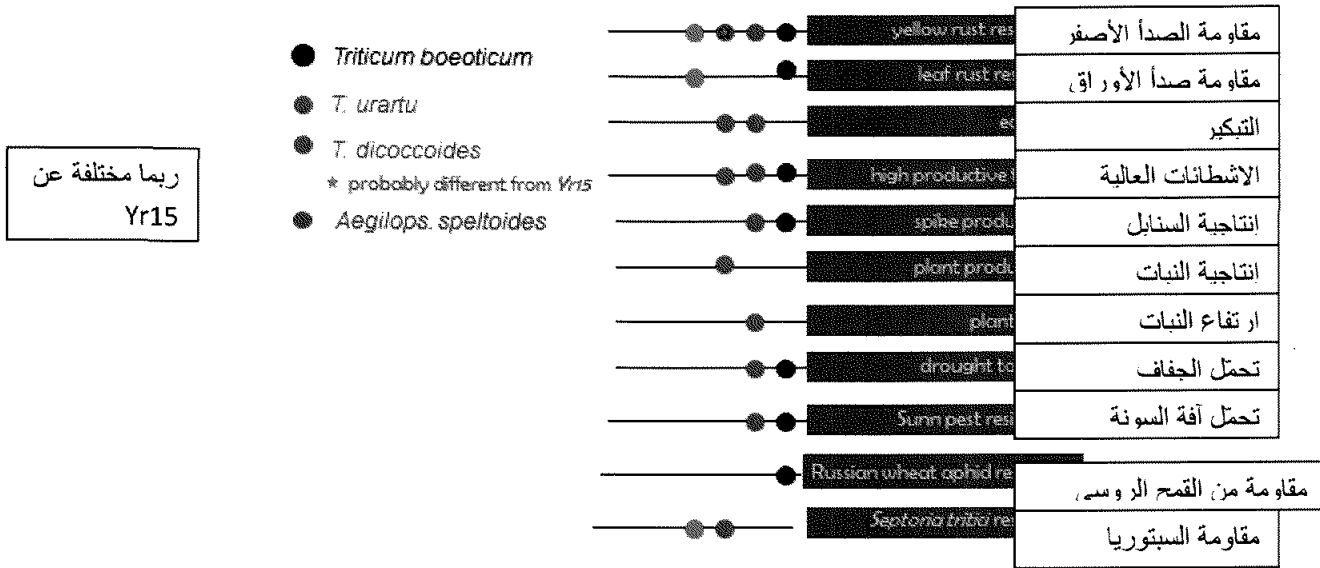 Triticum boeoticum
T. urartu
T. dicoccoides
* probably different from Yr15
Aegilops. speltoides
ربما مختلفة عن
Yr15
yellow rust res
مقاومة الصدأ الأصفر
leaf rust res
مقاومة صدأ الأوراق
التبكير
high productive
الاشطائات العالية
spike produ
إنتاجية السنابل
plant produ
إنتاجية النبات
plant
ارتفاع النبات
drought to
تحمّل الجفاف
Sunn pest resi
تحمّل آفة السونة
Russian wheat aphid re
مقاومة من القمح الروسي
Septoria tritici res
مقاومة السبتوريا